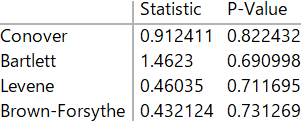 Statistic P-Value
Conover 0.912411 0.822432
Bartlett 1.4623 0.690998
Levene 0.46035 0.711695
Brown-Forsythe 0.432124 0.731269